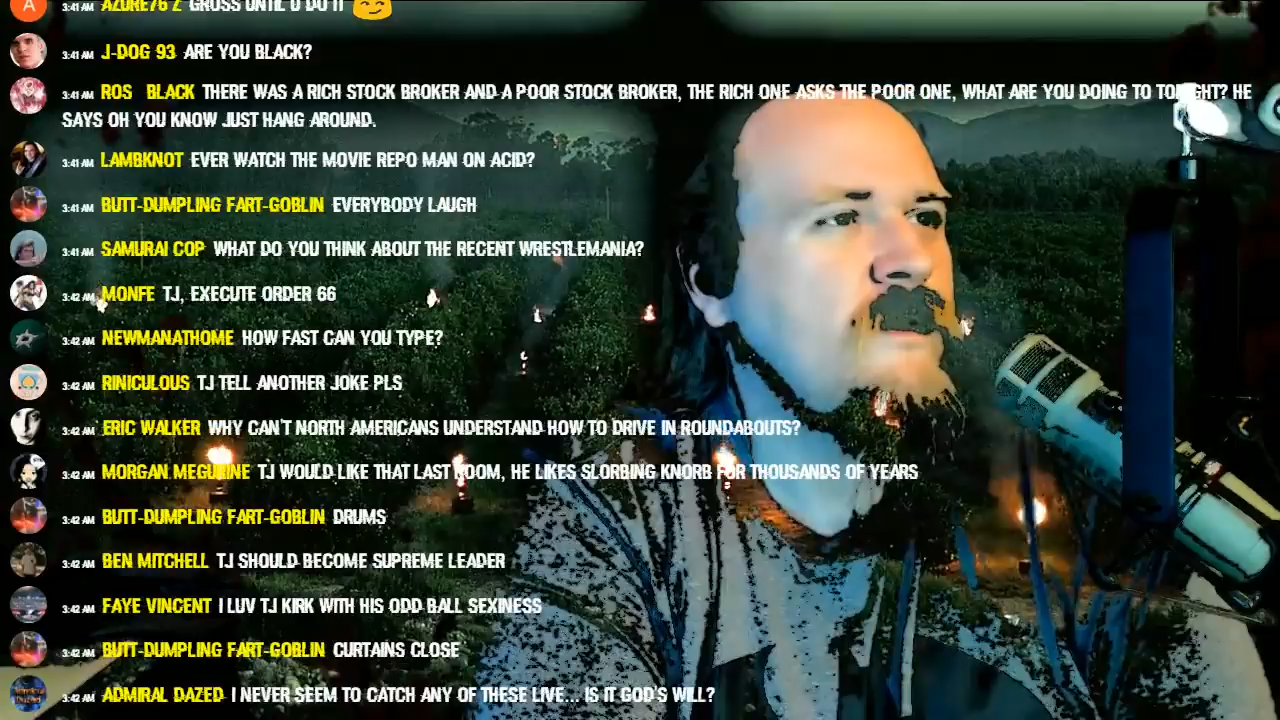 3:41 AM AZURE76 Z GROSS UNTIL U DO IT
3:41 AM J-DOG 93 ARE YOU BLACK?
3:41 AM ROS BLACK THERE WAS A RICH STOCK BROKER AND A POOR STOCK BROKER, THE RICH ONE ASKS THE POOR ONE, WHAT ARE YOU DOING TO TONIGHT? HE
SAYS OH YOU KNOW JUST HANG AROUND.
3:41 AM LAMBKNOT EVER WATCH THE MOVIE REPO MAN ON ACID?
3:41 AM BUTT-DUMPLING FART-GOBLIN EVERYBODY LAUGH
3:41 AM SAMURAI COP WHAT DO YOU THINK ABOUT THE RECENT WRESTLEMANIA?
3:42 AM MONFE TJ, EXECUTE ORDER 66
3:42 AM NEWMANATHOME HOW FAST CAN YOU TYPE?
3:42 AM RINICULOUS TJ TELL ANOTHER JOKE PLS
3:42 AM ERIC WALKER WHY CAN'T NORTH AMERICANS UNDERSTAND HOW TO DRIVE IN ROUNDABOUTS?
3:42 AM MORGAN TJ WOULD LIKE THAT LAST ROOM, HE LIKES SLORBING KNORB FOR THOUSANDS OF YEARS
3:42 AM BUTT-DUMPLING FART-GOBLIN DRUMS
3:42 AM BEN MITCHELL TJ SHOULD BECOME SUPREME LEADER
3:42 AM FAYE VINCENT I LUV TJ KIRK WITH HIS ODD BALL SEXINESS
3:42 AM BUTT-DUMPLING FART-GOBLIN CURTAINS CLOSE
3:42 AM ADMIRAL DAZED I NEVER SEEM TO CATCH ANY OF THESE LIVE... IS IT GOD'S WILL?